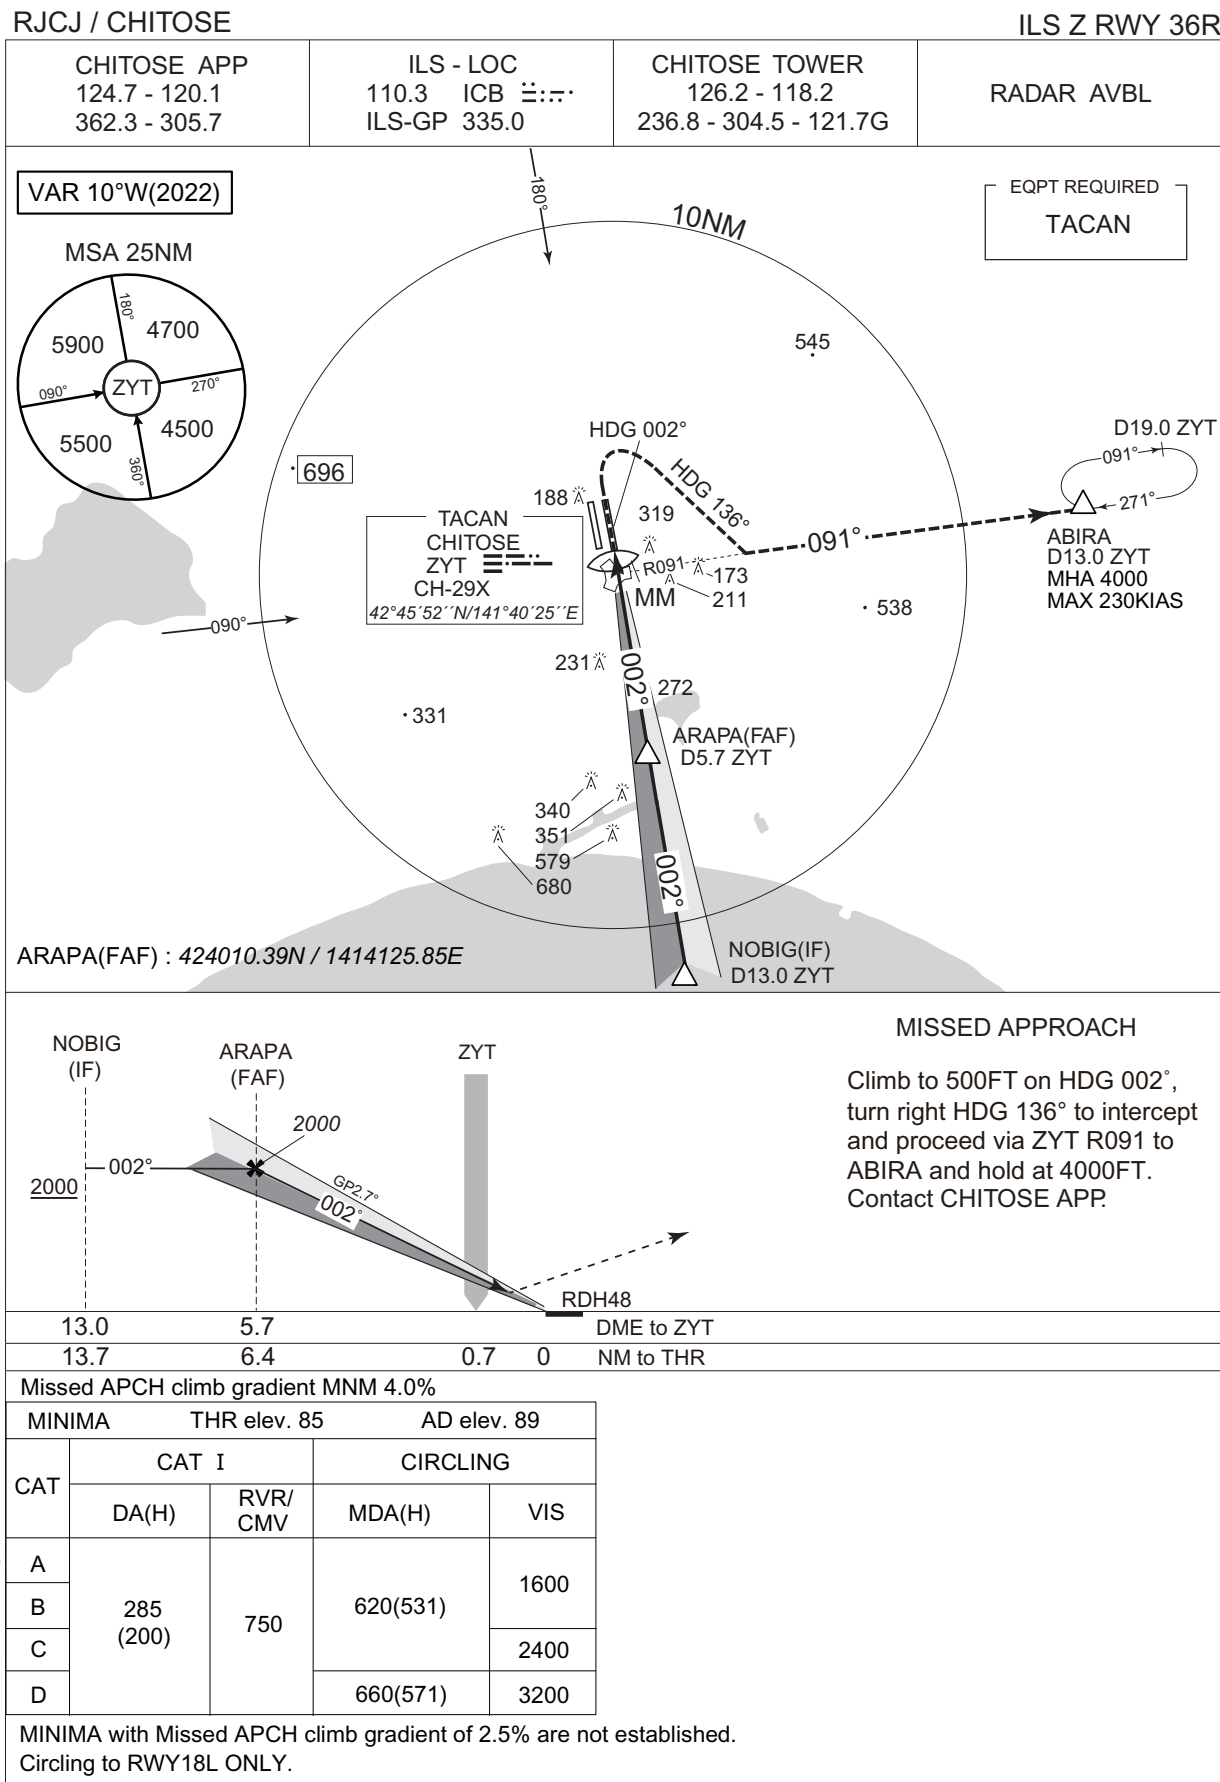 RJCJ / CHITOSE
ILS Z RWY 36R
CHITOSE APP
124.7 - 120.1
362.3 - 305.7
ILS - LOC
110.3 ICB
ILS-GP 335.0
CHITOSE TOWER
126.2 - 118.2
236.8 - 304.5 - 121.7G
RADAR AVBL
VAR 10°W(2022)
EQPT REQUIRED
TACAN
MSA 25NM
180°
5900
4700
090°
ZYT
270°
5500
4500
360°
180°
10NM
545
HDG 002°
HDG 136°
696
188
319
D19.0 ZYT
091°
271°
091°
ABIRA
D13.0 ZYT
MHA 4000
MAX 230KIAS
TACAN
CHITOSE
ZYT
CH-29X
42°45´52´´N/141°40´25´´E
R091
173
MM
211
538
090°
231
002°
272
331
ARAPA(FAF)
D5.7 ZYT
340
351
579
680
002°
NOBIG(IF)
D13.0 ZYT
ARAPA(FAF) : 424010.39N / 1414125.85E
NOBIG
(IF)
ARAPA
(FAF)
ZYT
2000
002°
2000
GP2.7°
002°
RDH48
MISSED APPROACH
Climb to 500FT on HDG 002°,
turn right HDG 136° to intercept
and proceed via ZYT R091 to
ABIRA and hold at 4000FT.
Contact CHITOSE APP.
13.0 5.7 DME to ZYT
13.7 6.4 0.7 0 NM to THR
Missed APCH climb gradient MNM 4.0%
MINIMA THR elev. 85 AD elev. 89
CAT
CAT I
CIRCLING
DA(H)
RVR/
CMV
MDA(H)
VIS
A
B
C
D
285
(200)
750
620(531)
1600
2400
660(571)
3200
MINIMA with Missed APCH climb gradient of 2.5% are not established.
Circling to RWY18L ONLY.